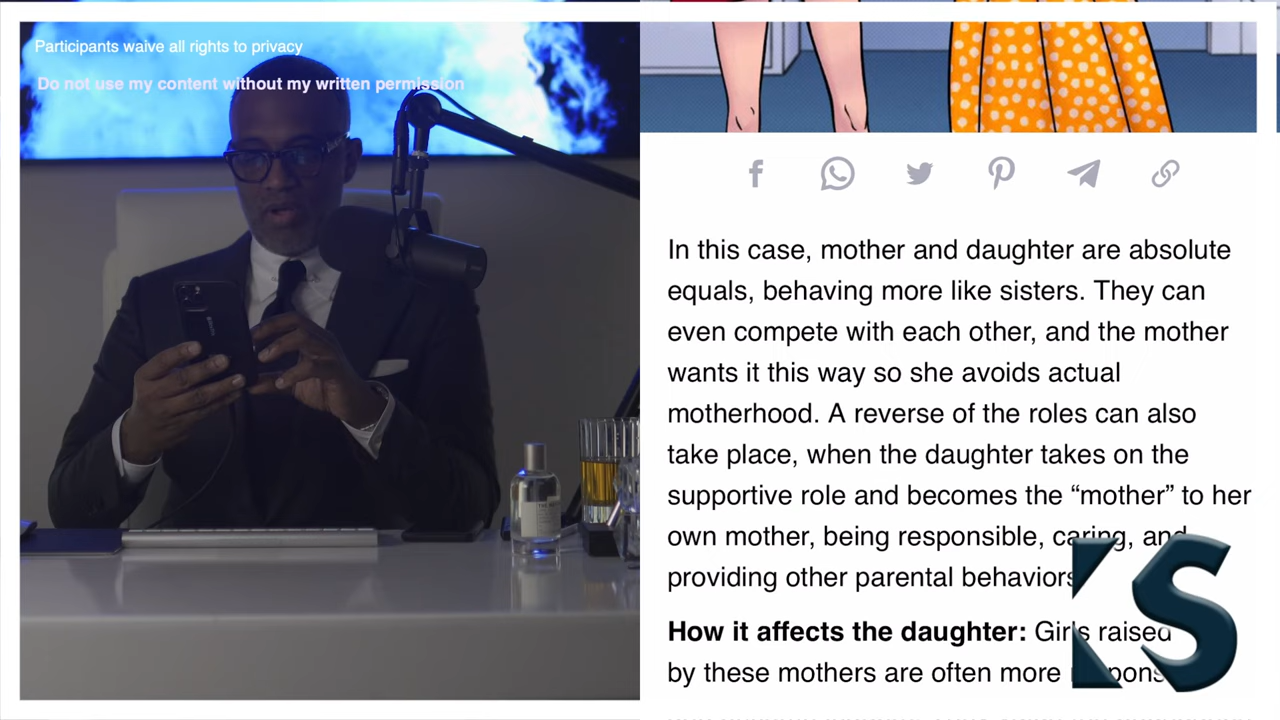 Participants waive all rights to privacy
Do not use my content without my written permission
In this case, mother and daughter are absolute
equals, behaving more like sisters. They can
even compete with each other, and the mother
wants it this way so she avoids actual
motherhood. A reverse of the roles can also
take place, when the daughter takes on the
supportive role and becomes the “mother” to her
own mother, being responsible, caring, and
providing other parental behaviors
How it affects the daughter: Girls raised
by these mothers are often more
KS